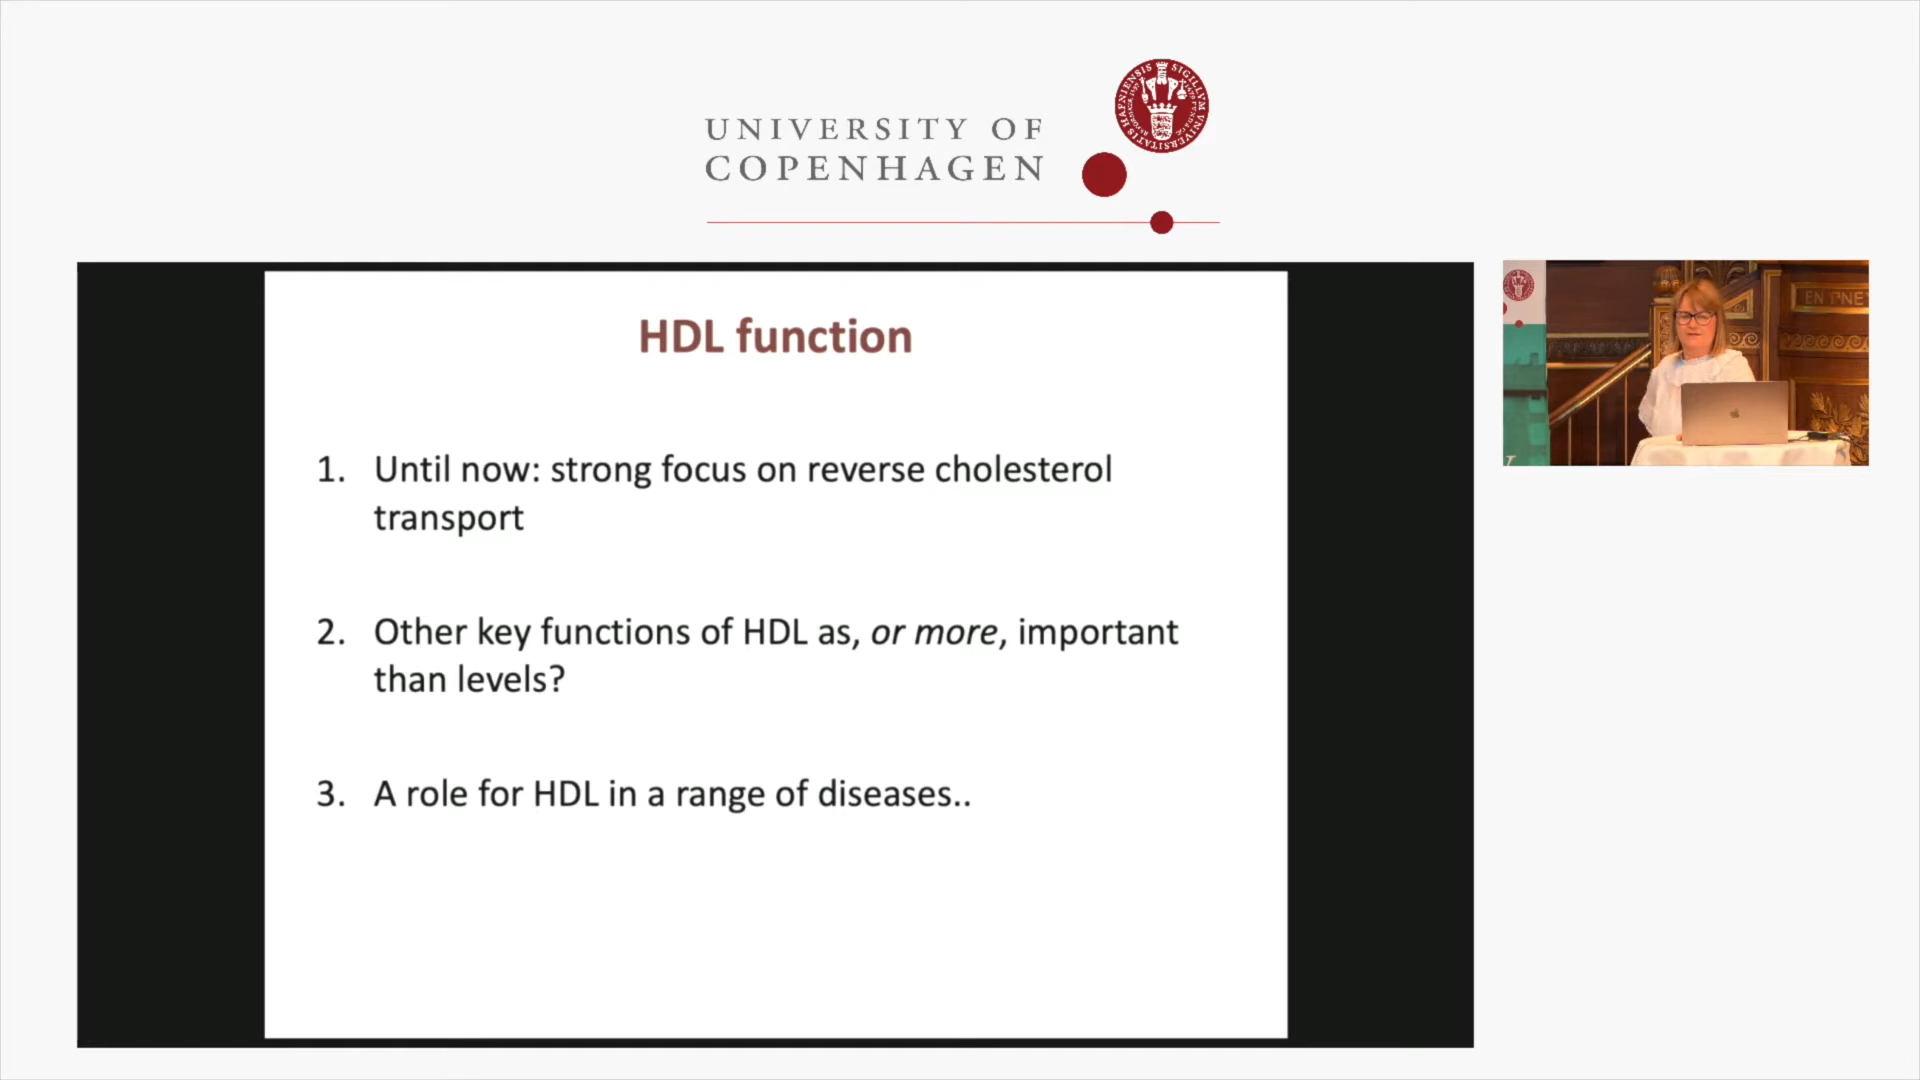 UNIVERSITY OF
COPENHAGEN
HDL function
1. Until now: strong focus on reverse cholesterol
transport
2. Other key functions of HDL as, or more, important
than levels?
3. A role for HDL in a range of diseases..